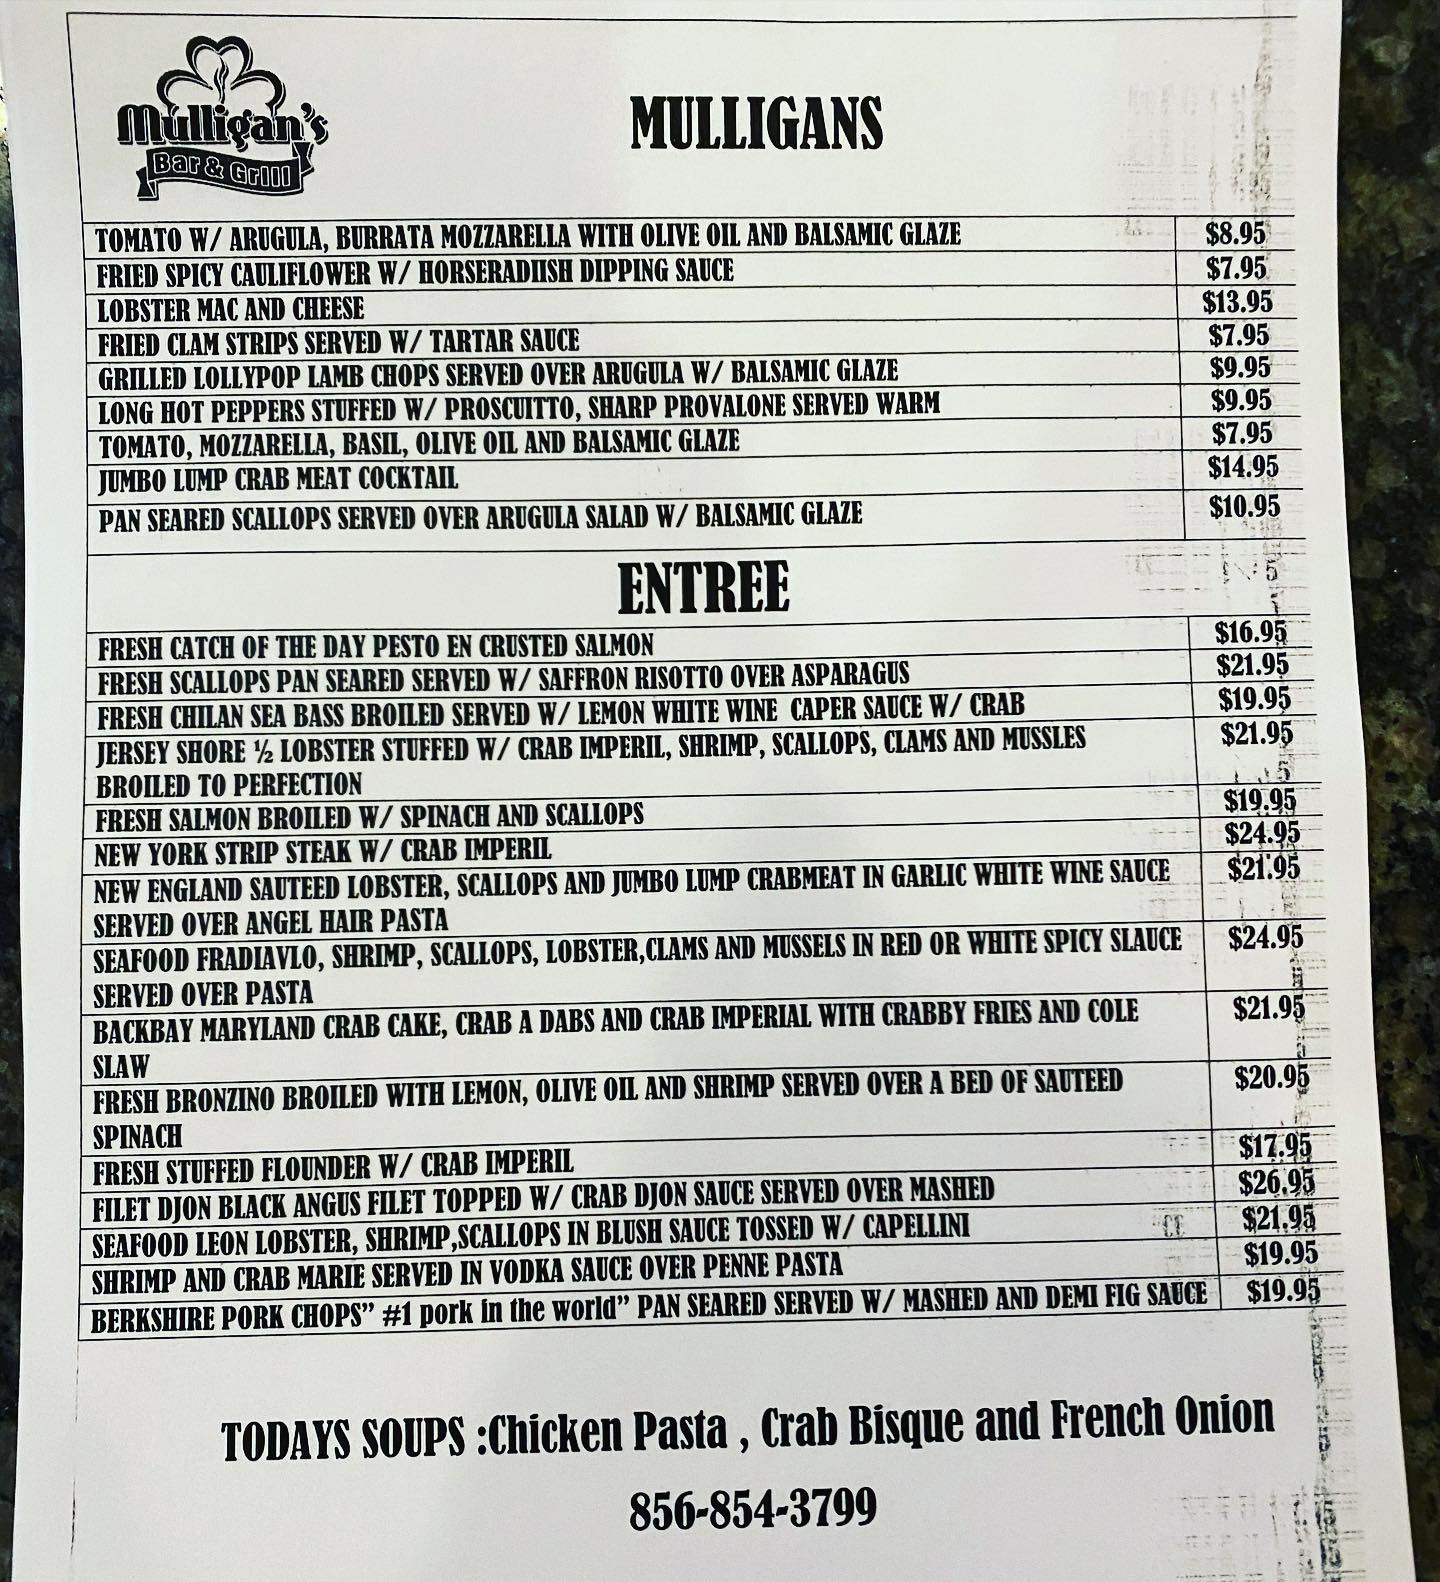 Mulligan's
Bar & Grill
MULLIGANS
TOMATO W/ ARUGULA, BURRATA MOZZARELLA WITH OLIVE OIL AND BALSAMIC GLAZE $8.95
FRIED SPICY CAULIFLOWER W/ HORSERADIISH DIPPING SAUCE $7.95
LOBSTER MAC AND CHEESE $13.95
FRIED CLAM STRIPS SERVED W/ TARTAR SAUCE $7.95
GRILLED LOLLYPOP LAMB CHOPS SERVED OVER ARUGULA W/ BALSAMIC GLAZE $9.95
LONG HOT PEPPERS STUFFED W/ PROSCUITTO, SHARP PROVALONE SERVED WARM $9.95
TOMATO, MOZZARELLA, BASIL, OLIVE OIL AND BALSAMIC GLAZE $7.95
JUMBO LUMP CRAB MEAT COCKTAIL $14.95
PAN SEARED SCALLOPS SERVED OVER ARUGULA SALAD W/ BALSAMIC GLAZE $10.95
ENTREE
FRESH CATCH OF THE DAY PESTO EN CRUSTED SALMON $16.95
FRESH SCALLOPS PAN SEARED SERVED W/ SAFFRON RISOTTO OVER ASPARAGUS $21.95
FRESH CHILAN SEA BASS BROILED SERVED W/ LEMON WHITE WINE CAPER SAUCE W/ CRAB $19.95
JERSEY SHORE ½ LOBSTER STUFFED W/ CRAB IMPERIL, SHRIMP, SCALLOPS, CLAMS AND MUSSLES $21.95
BROILED TO PERFECTION
FRESH SALMON BROILED W/ SPINACH AND SCALLOPS $19.95
NEW YORK STRIP STEAK W/ CRAB IMPERIL $24.95
NEW ENGLAND SAUTEED LOBSTER, SCALLOPS AND JUMBO LUMP CRABMEAT IN GARLIC WHITE WINE SAUCE $21.95
SERVED OVER ANGEL HAIR PASTA
SEAFOOD FRADIAVLO, SHRIMP, SCALLOPS, LOBSTER,CLAMS AND MUSSELS IN RED OR WHITE SPICY SLAUCE $24.95
SERVED OVER PASTA
BACKBAY MARYLAND CRAB CAKE, CRAB A DABS AND CRAB IMPERIAL WITH CRABBY FRIES AND COLE $21.95
SLAW
FRESH BRONZINO BROILED WITH LEMON, OLIVE OIL AND SHRIMP SERVED OVER A BED OF SAUTEED $20.95
SPINACH
FRESH STUFFED FLOUNDER W/ CRAB IMPERIL $17.95
FILET DJON BLACK ANGUS FILET TOPPED W/ CRAB DJON SAUCE SERVED OVER MASHED $26.95
SEAFOOD LEON LOBSTER, SHRIMP,SCALLOPS IN BLUSH SAUCE TOSSED W/ CAPELLINI $21.95
SHRIMP AND CRAB MARIE SERVED IN VODKA SAUCE OVER PENNE PASTA $19.95
BERKSHIRE PORK CHOPS" #1 pork in the world" PAN SEARED SERVED W/ MASHED AND DEMI FIG SAUCE $19.95
TODAYS SOUPS :Chicken Pasta , Crab Bisque and French Onion
856-854-3799